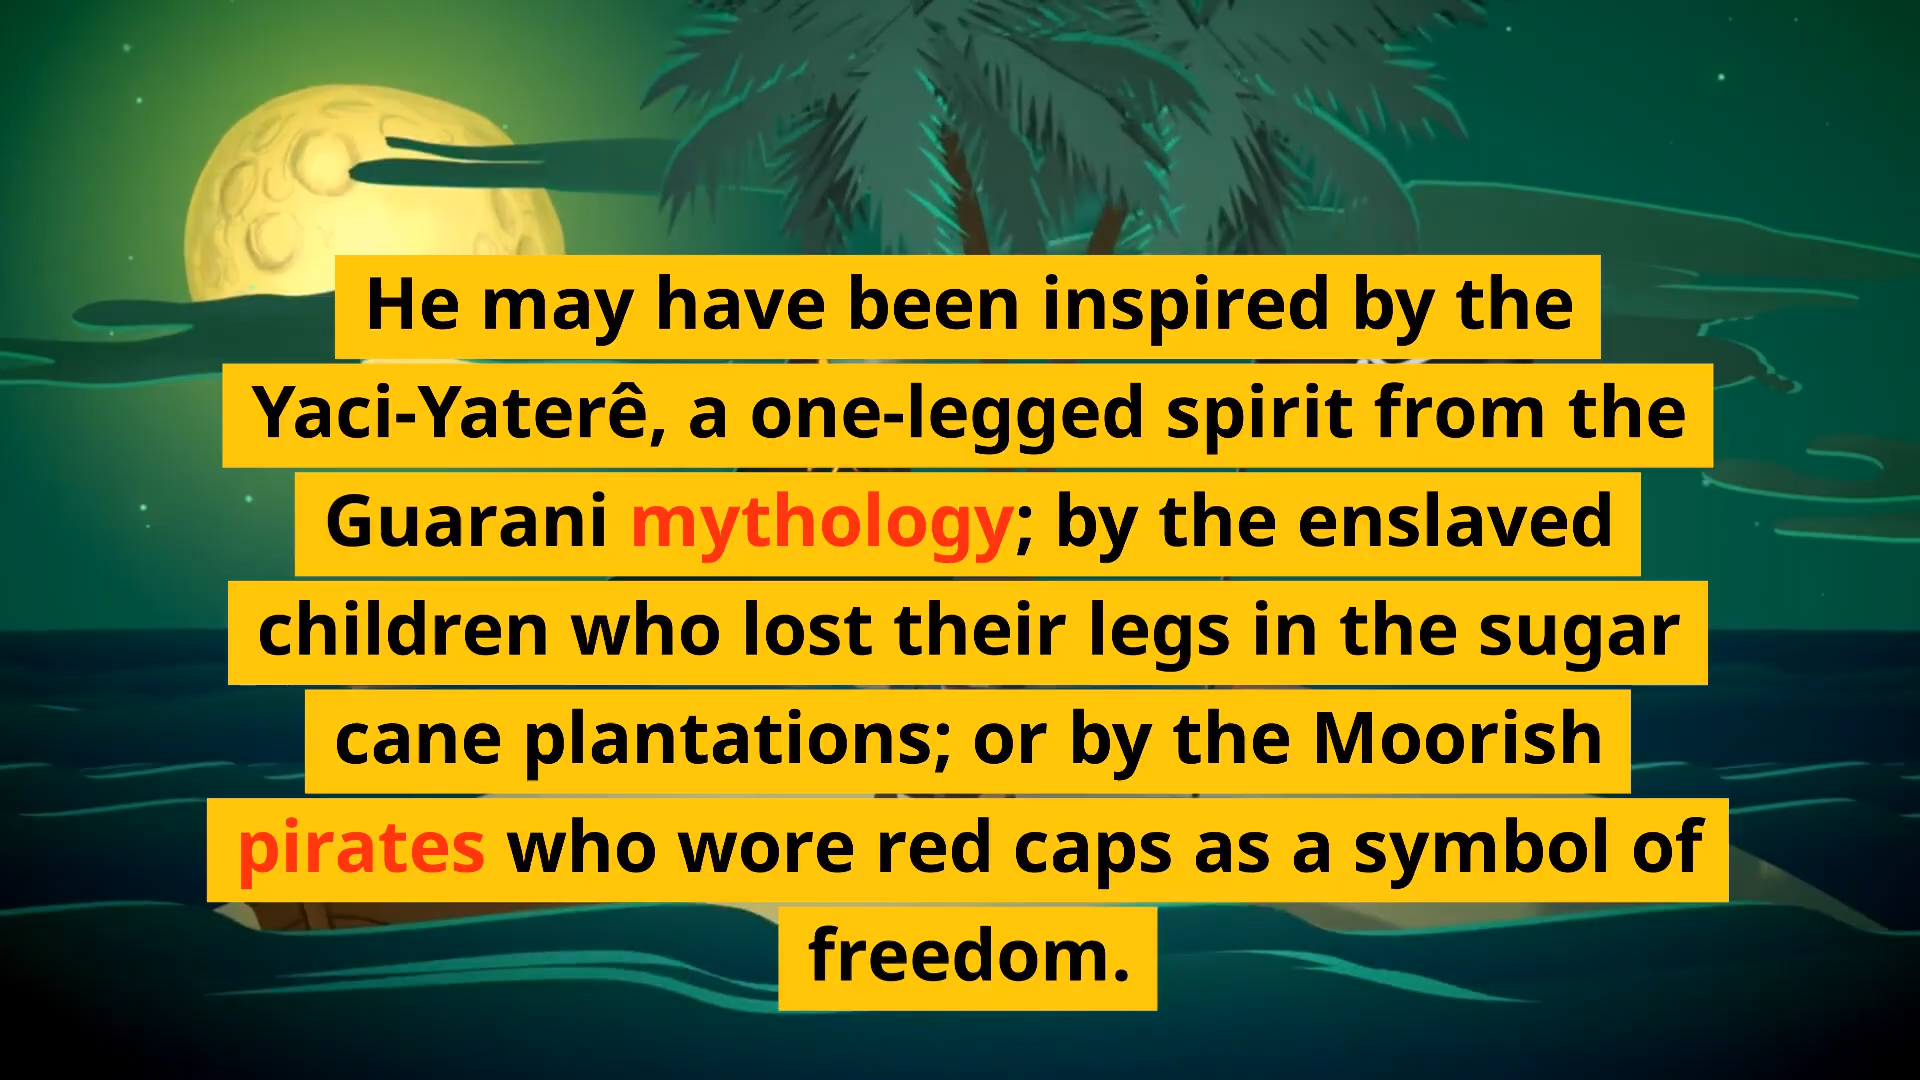 He may have been inspired by the
Yaci-Yaterê, a one-legged spirit from the
Guarani mythology; by the enslaved
children who lost their legs in the sugar
cane plantations; or by the Moorish
pirates who wore red caps as a symbol of
freedom.